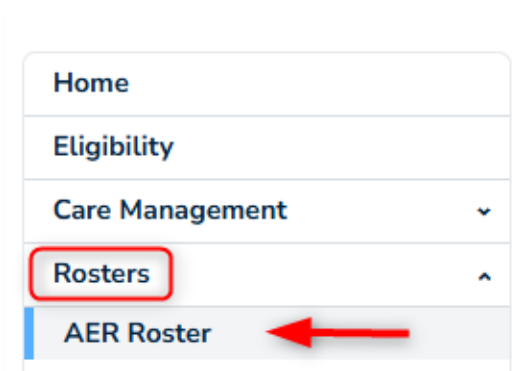 Home
Eligibility
Care Management
Rosters
AER Roster